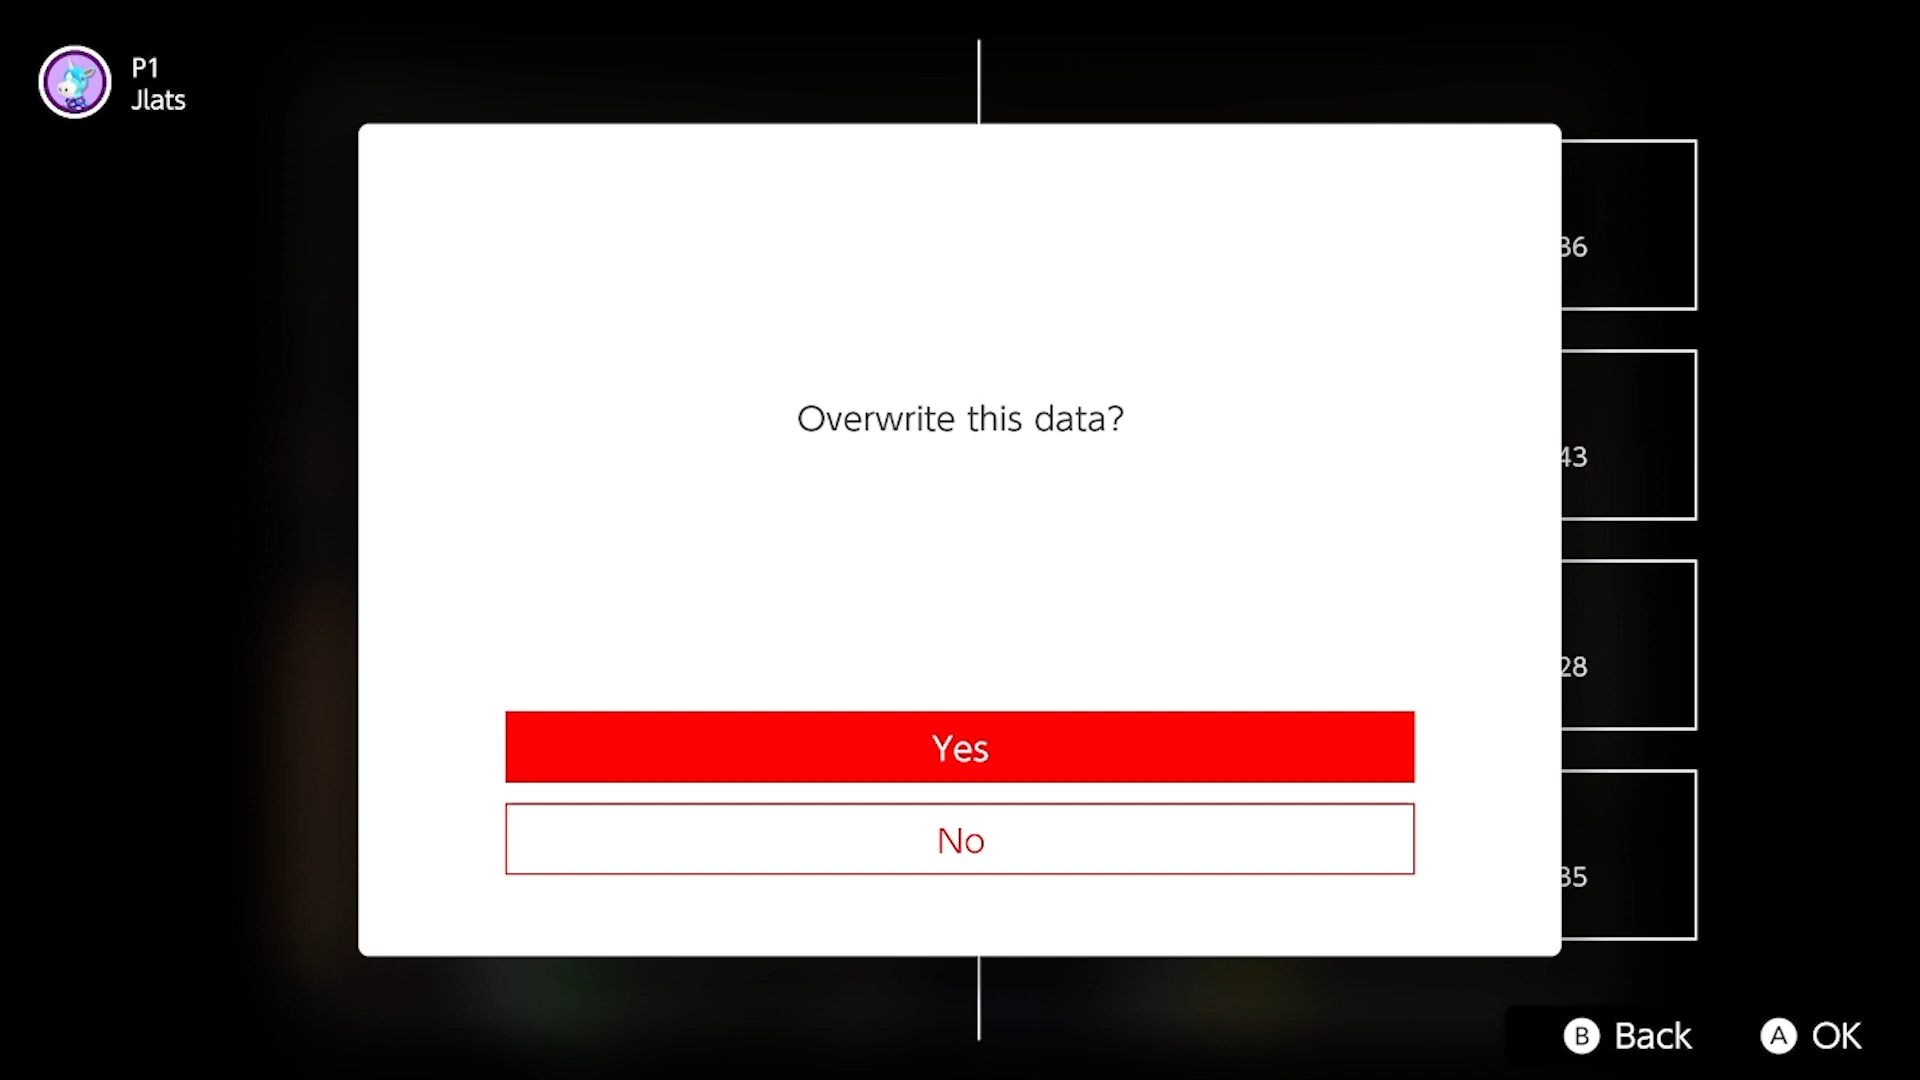 P1
Jlats
36
43
Overwrite this data?
28
Yes
No
35
B Back A OK